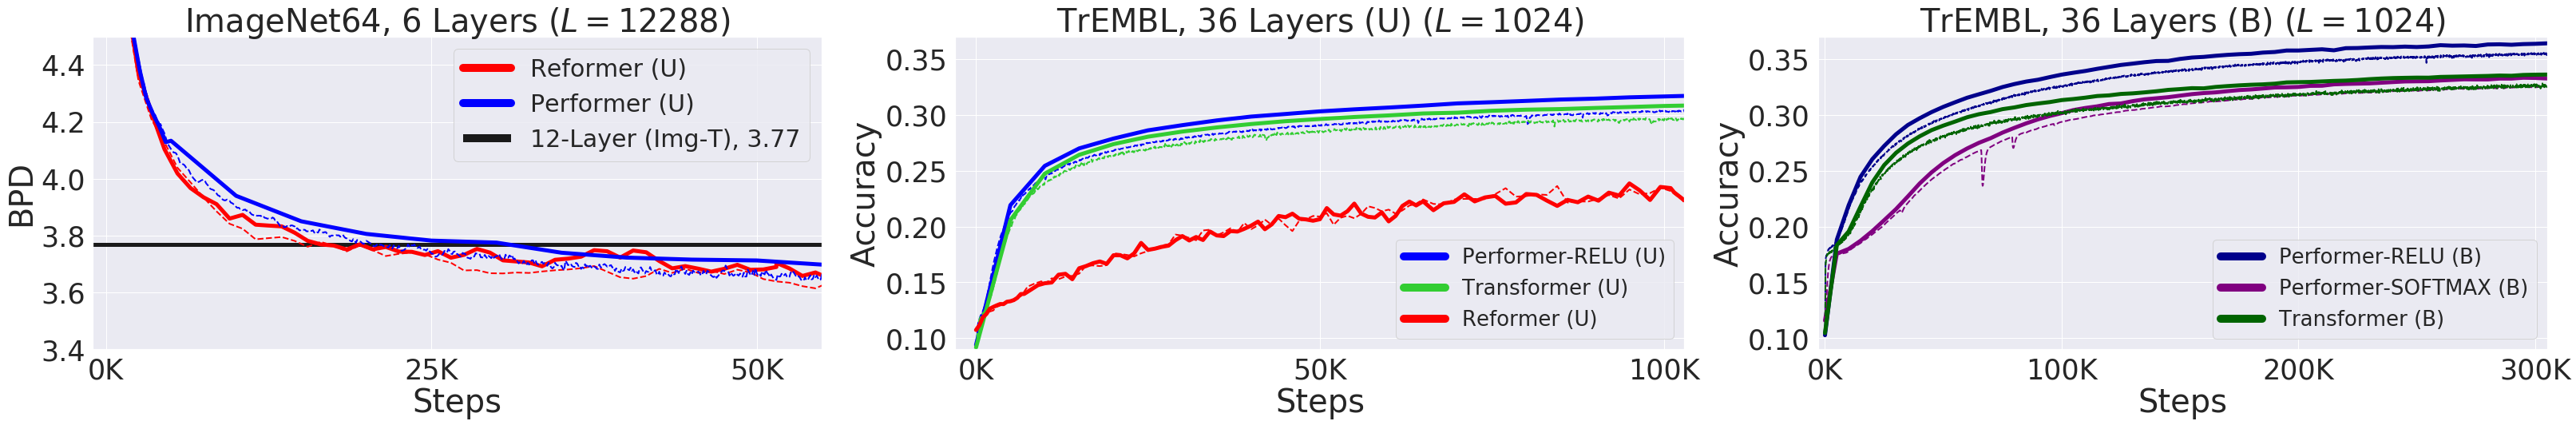 ImageNet64, 6 Layers (L = 12288)
4.4
4.2
4.0
3.8
3.6
3.4
BPD
Reformer (U)
Performer (U)
12-Layer (Img-T), 3.77
0K
25K
50K
Steps
TrEMBL, 36 Layers (U) (L = 1024)
0.35
0.30
0.25
0.20
0.15
0.10
Accuracy
Performer-RELU (U)
Transformer (U)
Reformer (U)
0K
50K
100K
Steps
TrEMBL, 36 Layers (B) (L = 1024)
0.35
0.30
0.25
0.20
0.15
0.10
Accuracy
Performer-RELU (B)
Performer-SOFTMAX (B)
Transformer (B)
0K
100K
200K
300K
Steps